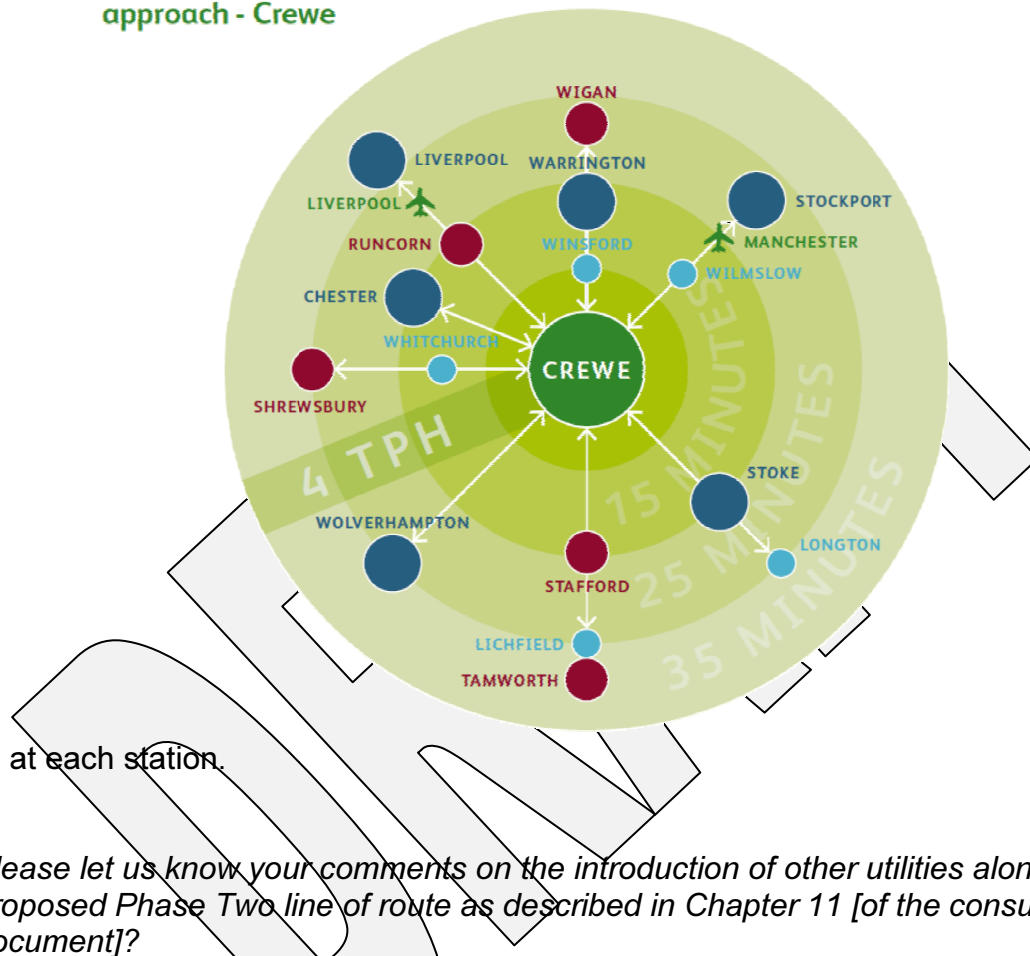 approach - Crewe
WIGAN
LIVERPOOL
WARRINGTON
LIVERPOOL
STOCKPORT
RUNCORN
WINSFORD
MANCHESTER
WILMSLOW
CHESTER
WHITCHURCH
CREWE
SHREWSBURY
4 TPH
15 MINUTES
25 MINUTES
35 MINUTES
STOKE
WOLVERHAMPTON
LONGTON
STAFFORD
LICHFIELD
TAMWORTH
at each station.
lease let us know your comments on the introduction of other utilities alon
roposed Phase Two line of route as described in Chapter 11 [of the consu
ocument]?